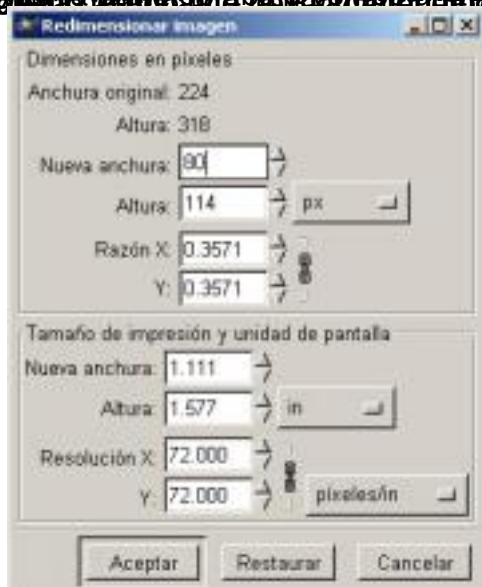 Redimensionar imagen
Dimensiones en píxeles
Anchura original: 224
Altura: 318
Nueva anchura: 80
Altura: 114 px
Razón X: 0.3571
Y: 0.3571
Tamaño de impresión y unidad de pantalla
Nueva anchura: 1.111
Altura: 1.577 in
Resolución X: 72.000
Y: 72.000 píxeles/in
Aceptar Restaurar Cancelar